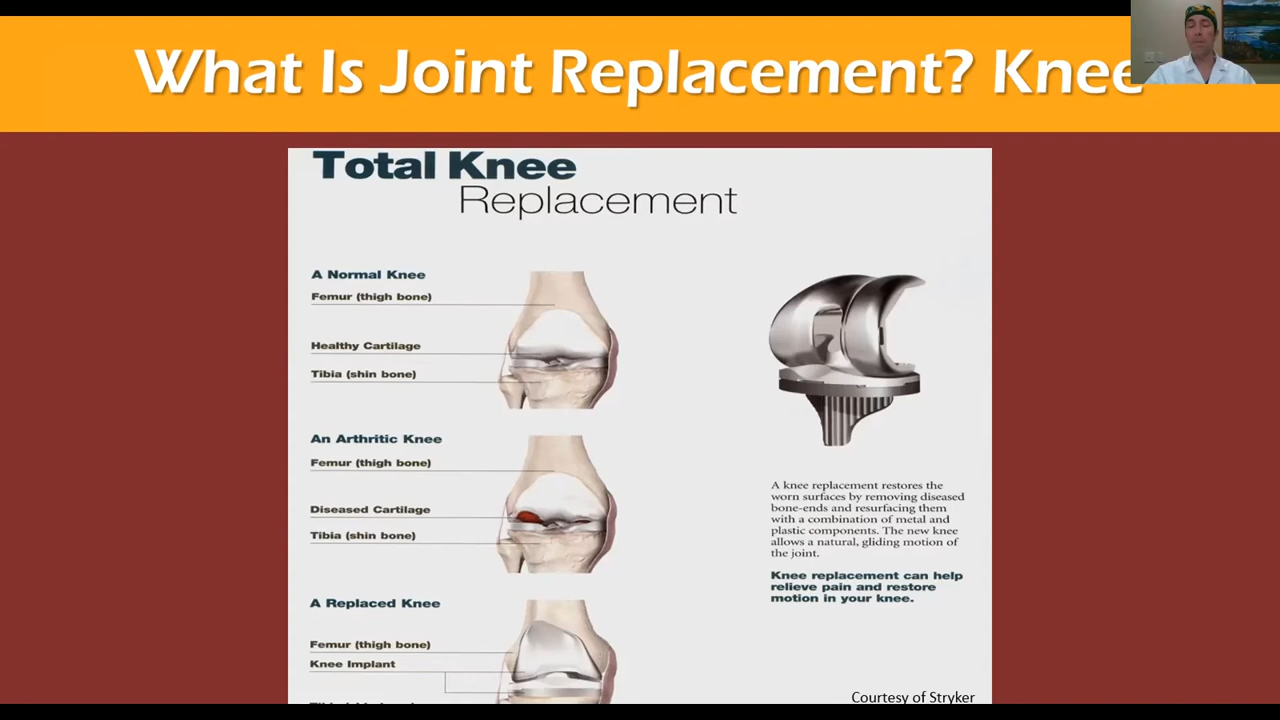 What Is Joint Replacement? Knee
Total Knee
Replacement
A Normal Knee
Femur (thigh bone)
Healthy Cartilage
Tibia (shin bone)
An Arthritic Knee
Femur (thigh bone)
Diseased Cartilage
Tibia (shin bone)
A Replaced Knee
Femur (thigh bone)
Knee Implant
A knee replacement restores the
worn surfaces by removing diseased
bone-ends and resurfacing them
with a combination of metal and
plastic components. The new knee
allows a natural, gliding motion of
the joint.
Knee replacement can help
relieve pain and restore
motion in your knee.
Courtesy of Stryker